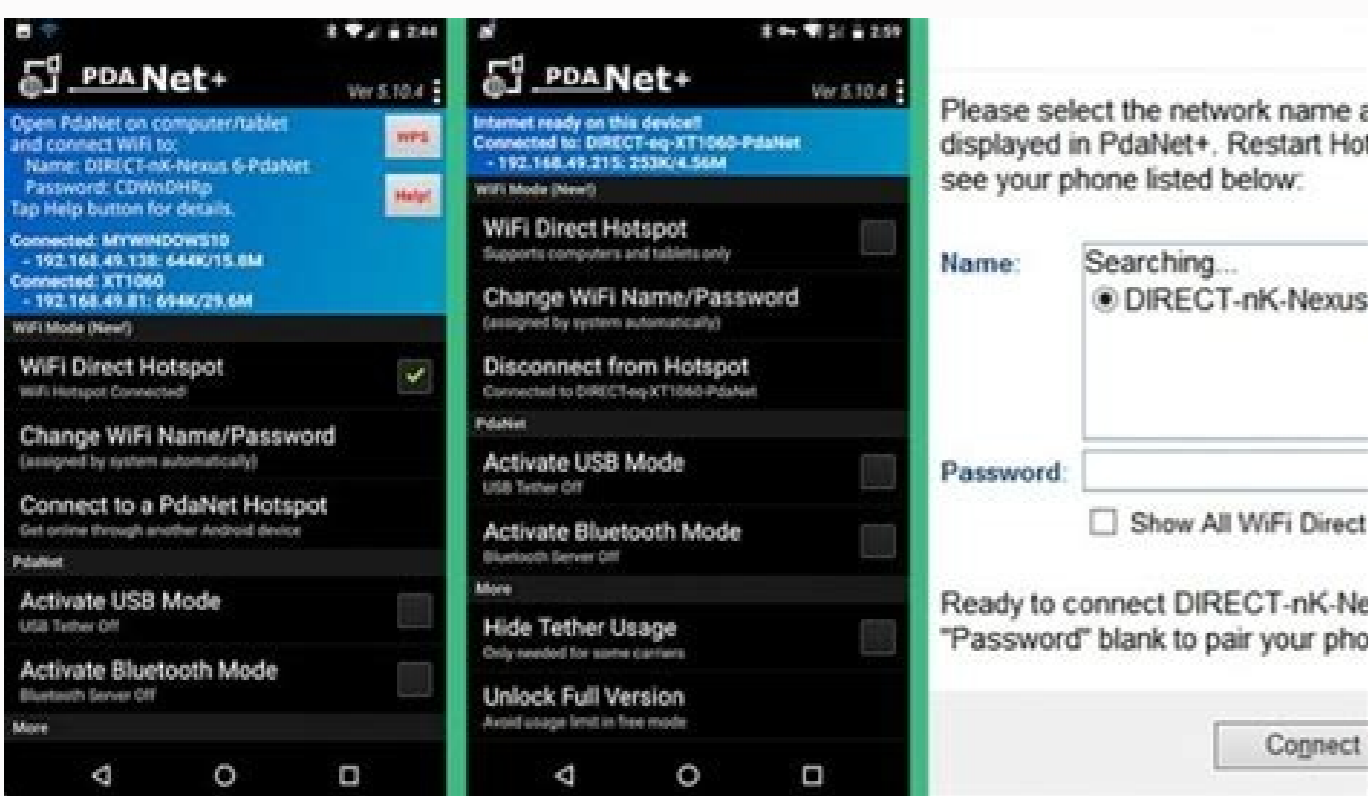 2:44
PDANet+
Ver 5.10.4
Open PdaNet on computer/tablet
and connect WiFi to:
Name: DIRECT-nK-Nexus 6-PdaNet
Password: CDWnDHRp
Tap Help button for details.
WPS
Help!
Connected: MYWINDOWS10
- 192.168.49.138: 644K/15.8M
Connected: XT1060
- 192.168.49.81: 694K/29.6M
WiFi Mode (New!)
WiFi Direct Hotspot
WiFi Hotspot Connected!
Change WiFi Name/Password
(assigned by system automatically)
Connect to a PdaNet Hotspot
Get online through another Android device
PdaNet
Activate USB Mode
USB Tether Off
Activate Bluetooth Mode
Bluetooth Server Off
More
2:59
PDANet+
Ver 5.10.4
Internet ready on this device!!
Connected to: DIRECT-eq-XT1060-PdaNet
- 192.168.49.215: 253K/4.56M
WiFi Mode (New!)
WiFi Direct Hotspot
Supports computers and tablets only
Change WiFi Name/Password
(assigned by system automatically)
Disconnect from Hotspot
Connected to DIRECT-eq-XT1060-PdaNet
PdaNet
Activate USB Mode
USB Tether Off
Activate Bluetooth Mode
Bluetooth Server Off
More
Hide Tether Usage
Only needed for some carriers
Unlock Full Version
Avoid usage limit in free mode
Please select the network name a
displayed in PdaNet+. Restart Hot
see your phone listed below:
Name:
Searching...
DIRECT-nK-Nexus
Password:
Show All WiFi Direct
Ready to connect DIRECT-nK-Ne
"Password" blank to pair your pho
Connect